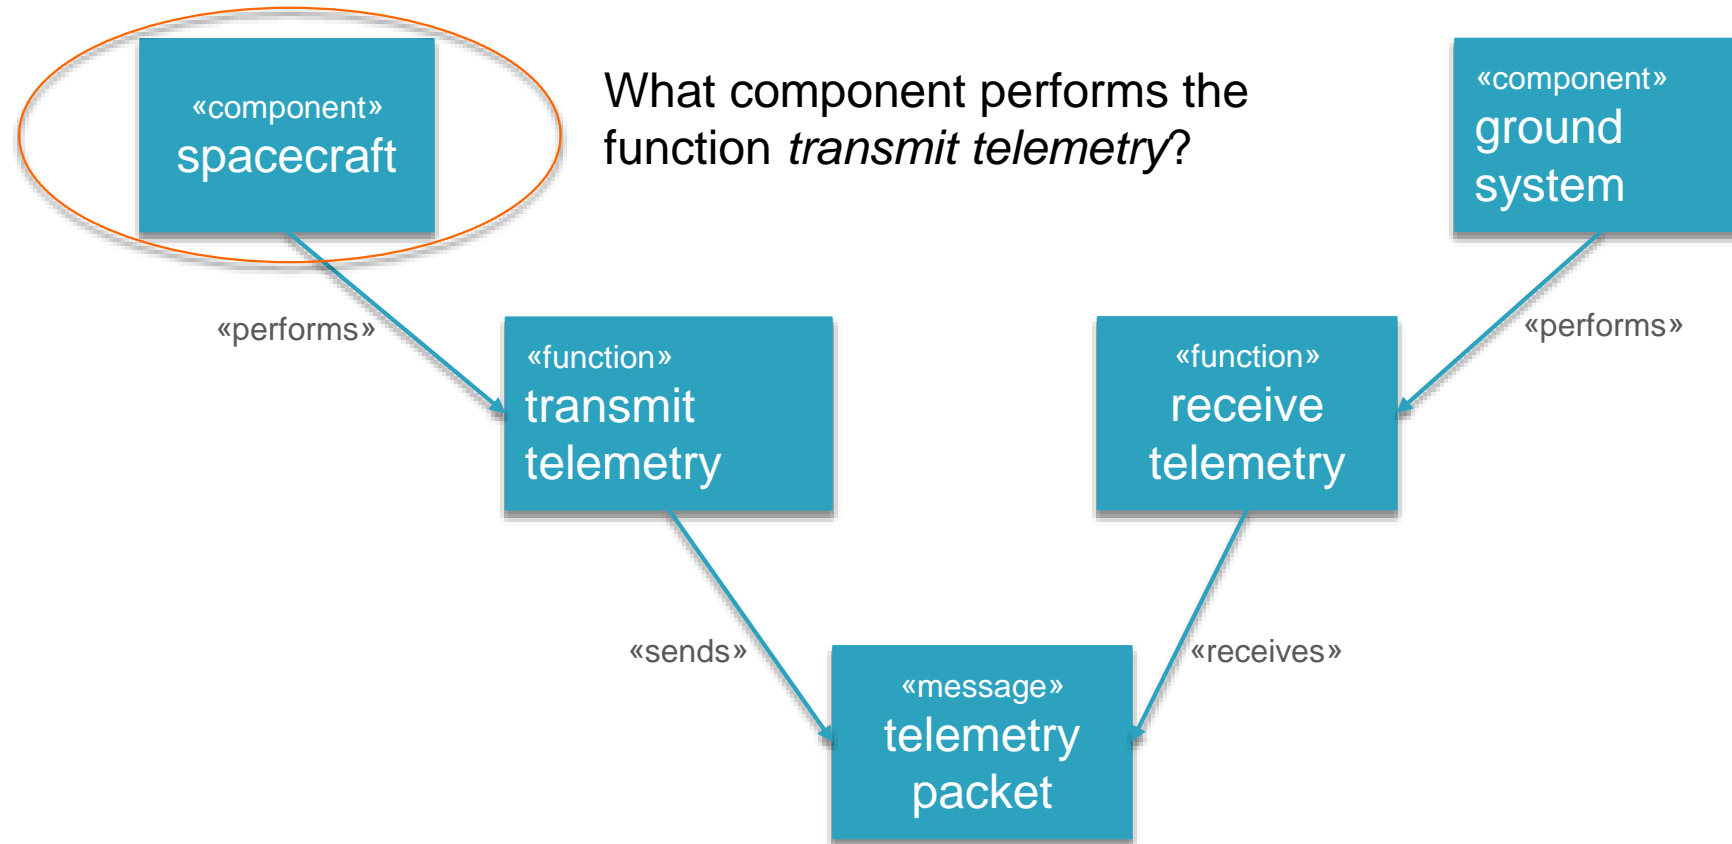 «component»
spacecraft
What component performs the
function transmit telemetry?
«component»
ground
system
«performs»
«performs»
«function»
transmit
telemetry
«function»
receive
telemetry
«sends»
«receives»
«message»
telemetry
packet